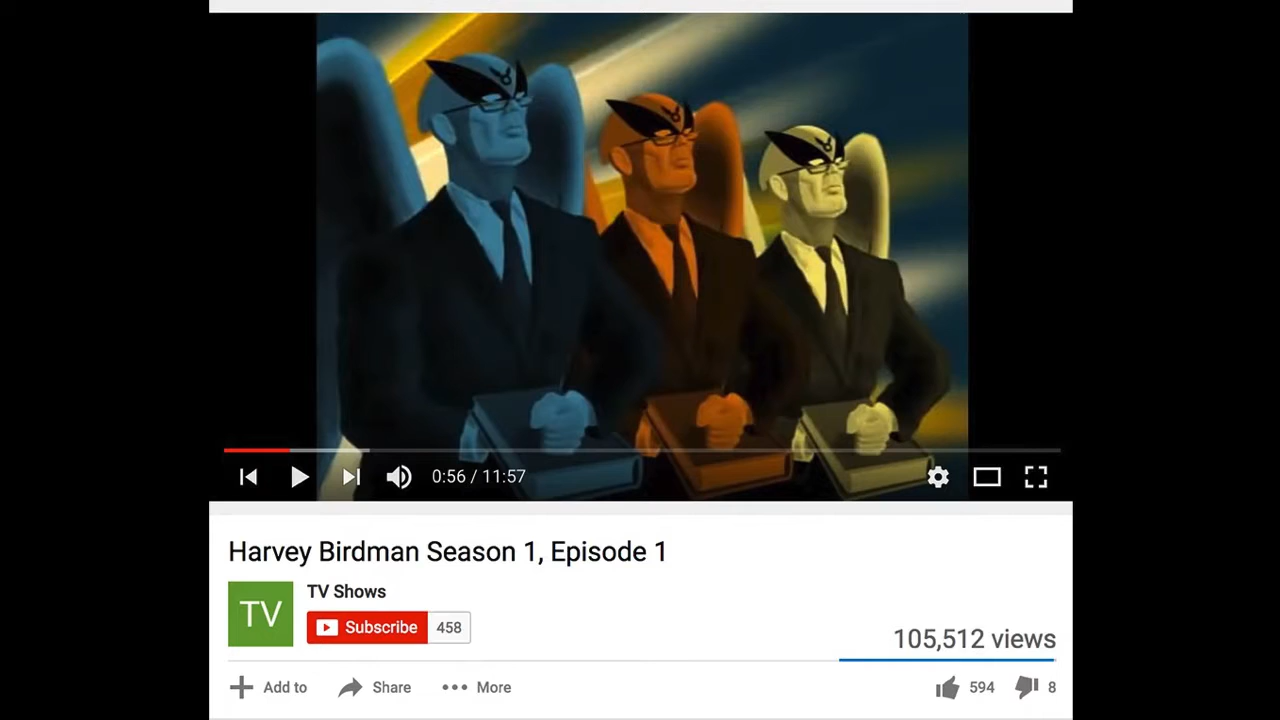 0:56 / 11:57
Harvey Birdman Season 1, Episode 1
TV
TV Shows
Subscribe 458
105,512 views
Add to Share More 594 8